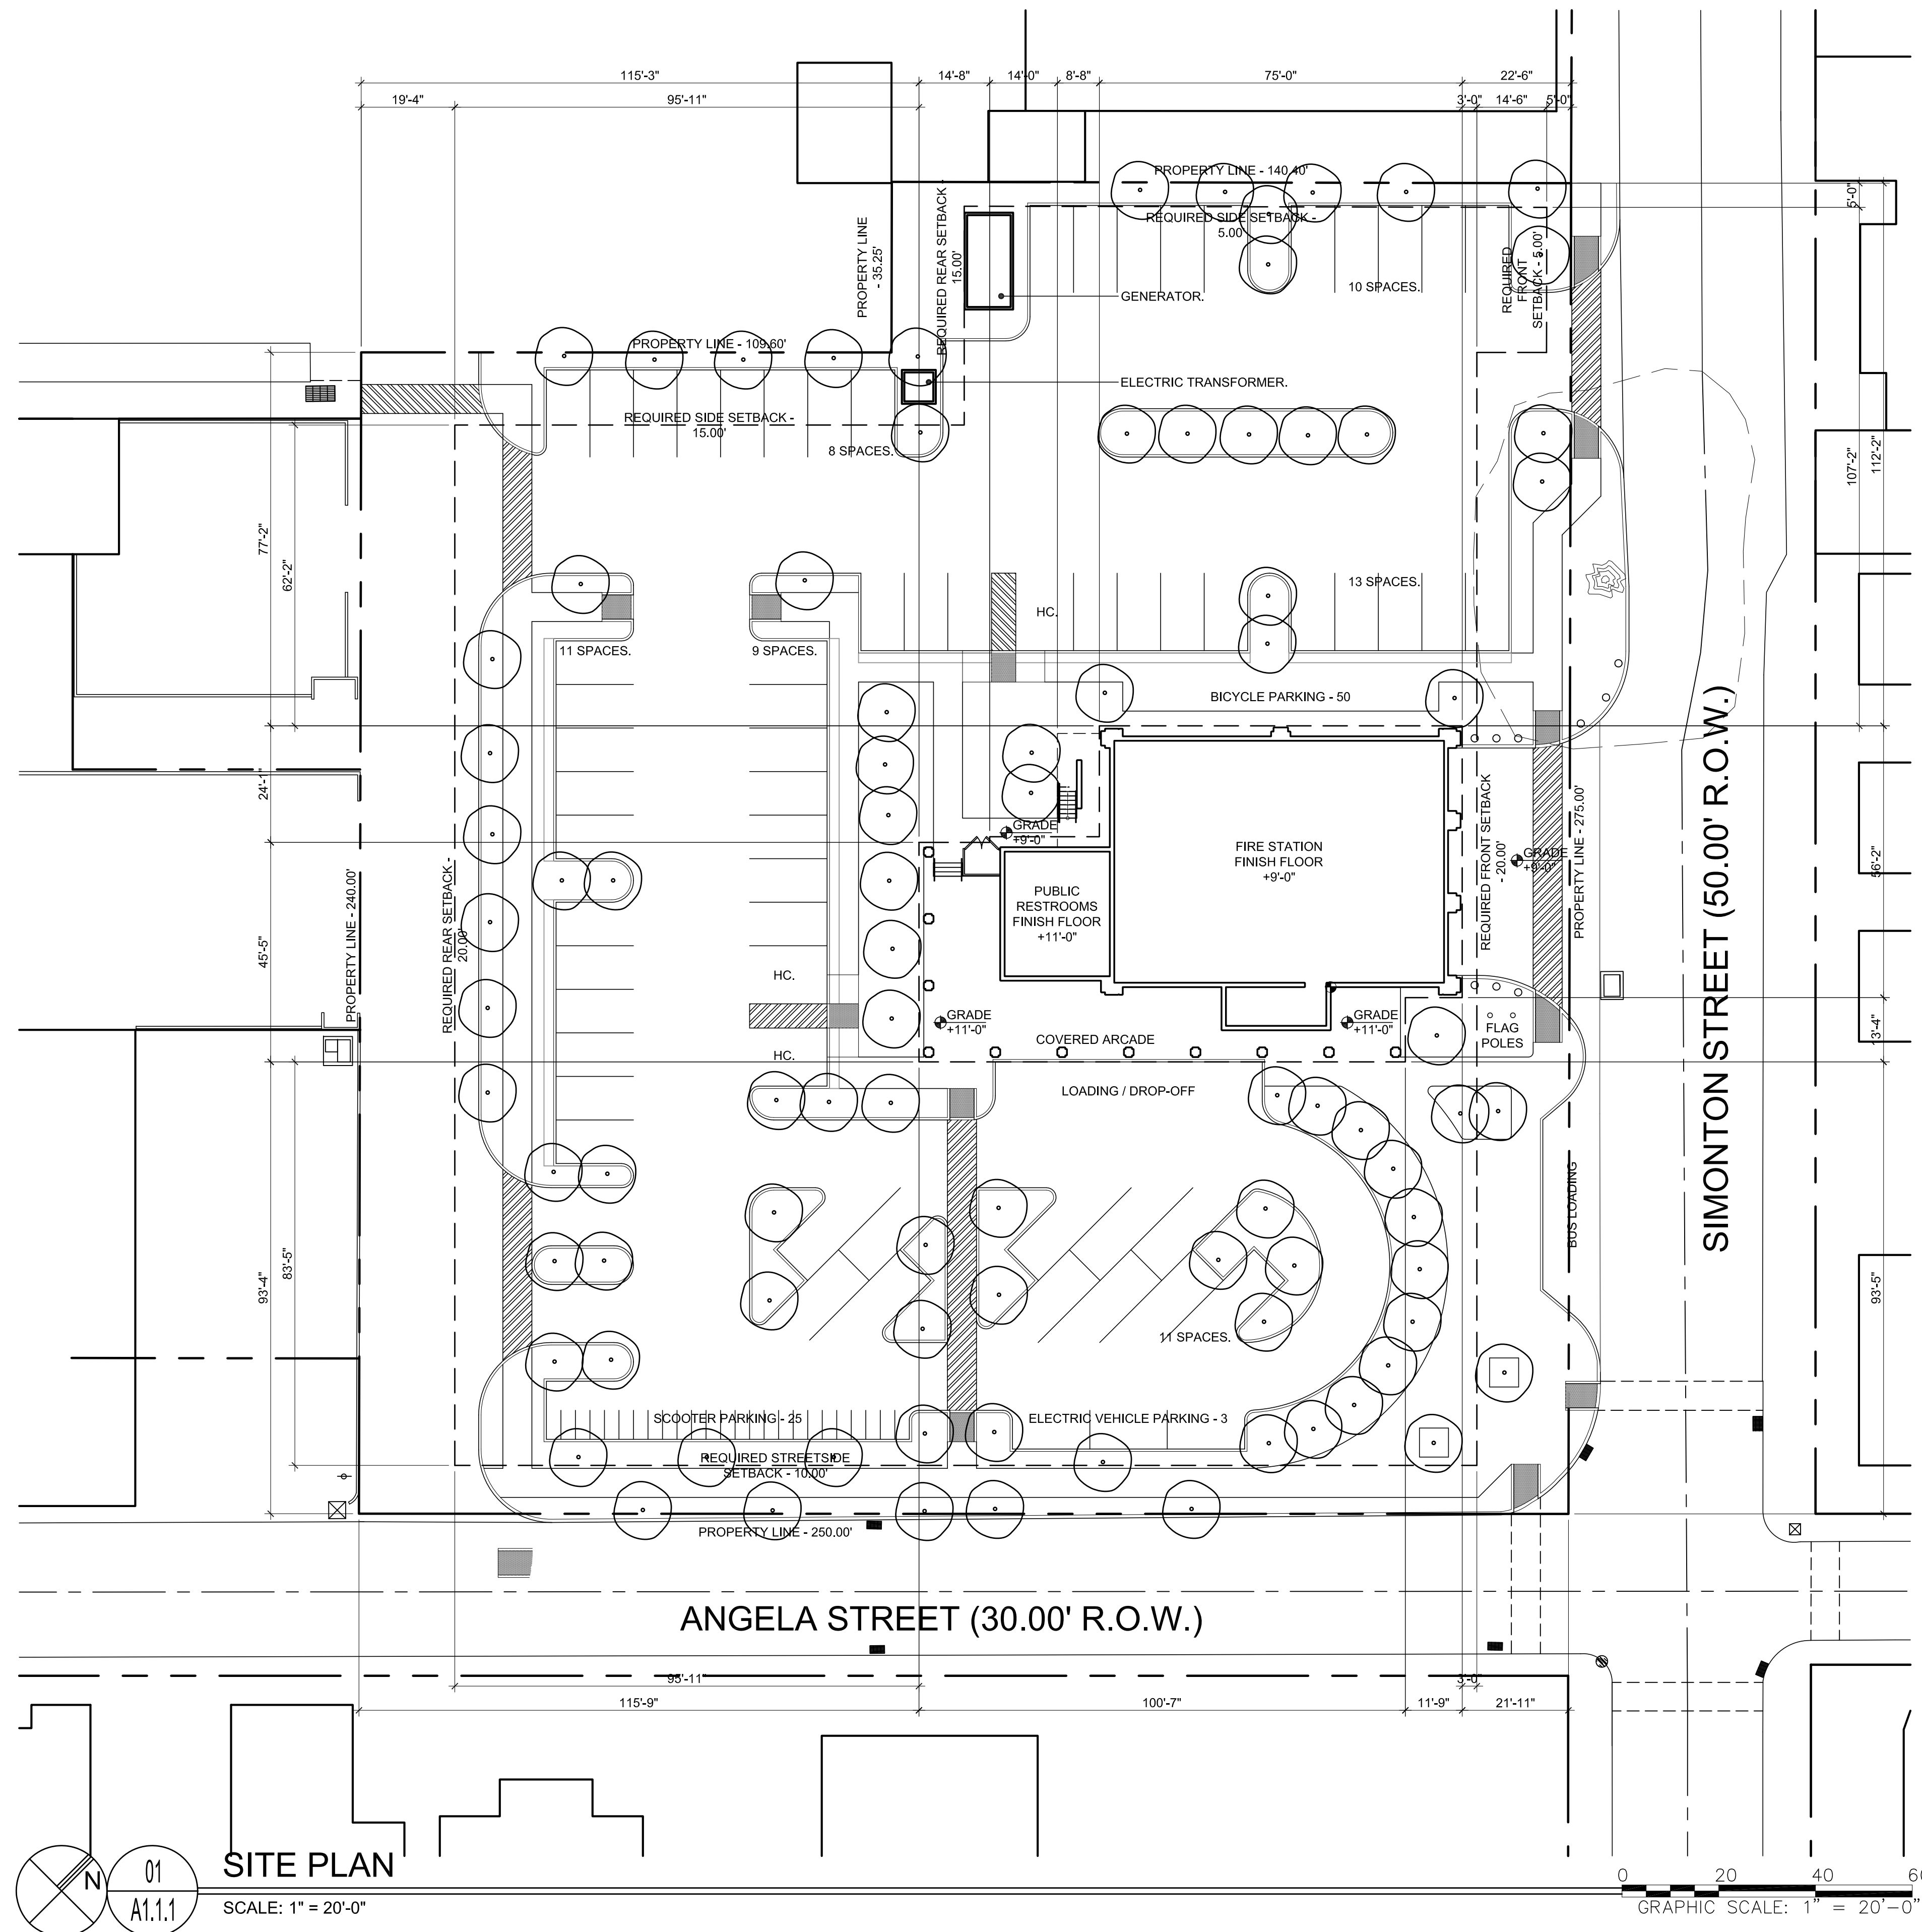 115'-3"
14'-8"
14'-0"
8'-8"
75'-0"
22'-6"
19'-4"
95'-11"
3'-0"
14'-6"
5'-0"
PROPERTY LINE - 140.40'
5'-0"
REQUIRED SIDE SETBACK -
5.00'
PROPERTY LINE
- 35.25'
REQUIRED REAR SETBACK -
15.00'
REQUIRED
FRONT
SETBACK - 5.00'
GENERATOR.
10 SPACES.
PROPERTY LINE - 109.60'
ELECTRIC TRANSFORMER.
REQUIRED SIDE SETBACK -
15.00'
8 SPACES.
107'-2"
112'-2"
77'-2"
62'-2"
13 SPACES.
HC.
11 SPACES.
9 SPACES.
BICYCLE PARKING - 50
24'-1"
GRADE
+9'-0"
FIRE STATION
FINISH FLOOR
+9'-0"
REQUIRED FRONT SETBACK
- 20.00'
GRADE
+9'-0"
PROPERTY LINE - 275.00'
56'-2"
SIMONTON STREET (50.00' R.O.W.)
PUBLIC
RESTROOMS
FINISH FLOOR
+11'-0"
45'-5"
PROPERTY LINE - 240.00'
REQUIRED REAR SETBACK -
20.00'
HC.
GRADE
+11'-0"
GRADE
+11'-0"
FLAG
POLES
13'-4"
COVERED ARCADE
HC.
LOADING / DROP-OFF
BUS LOADING
93'-4"
83'-5"
93'-5"
11 SPACES.
SCOOTER PARKING - 25
ELECTRIC VEHICLE PARKING - 3
REQUIRED STREETSIDE
SETBACK - 10.00'
PROPERTY LINE - 250.00'
ANGELA STREET (30.00' R.O.W.)
95'-11"
3'-0"
115'-9"
100'-7"
11'-9"
21'-11"
N
01
A1.1.1
SITE PLAN
SCALE: 1" = 20'-0"
0 20 40
GRAPHIC SCALE: 1" = 20'-0"